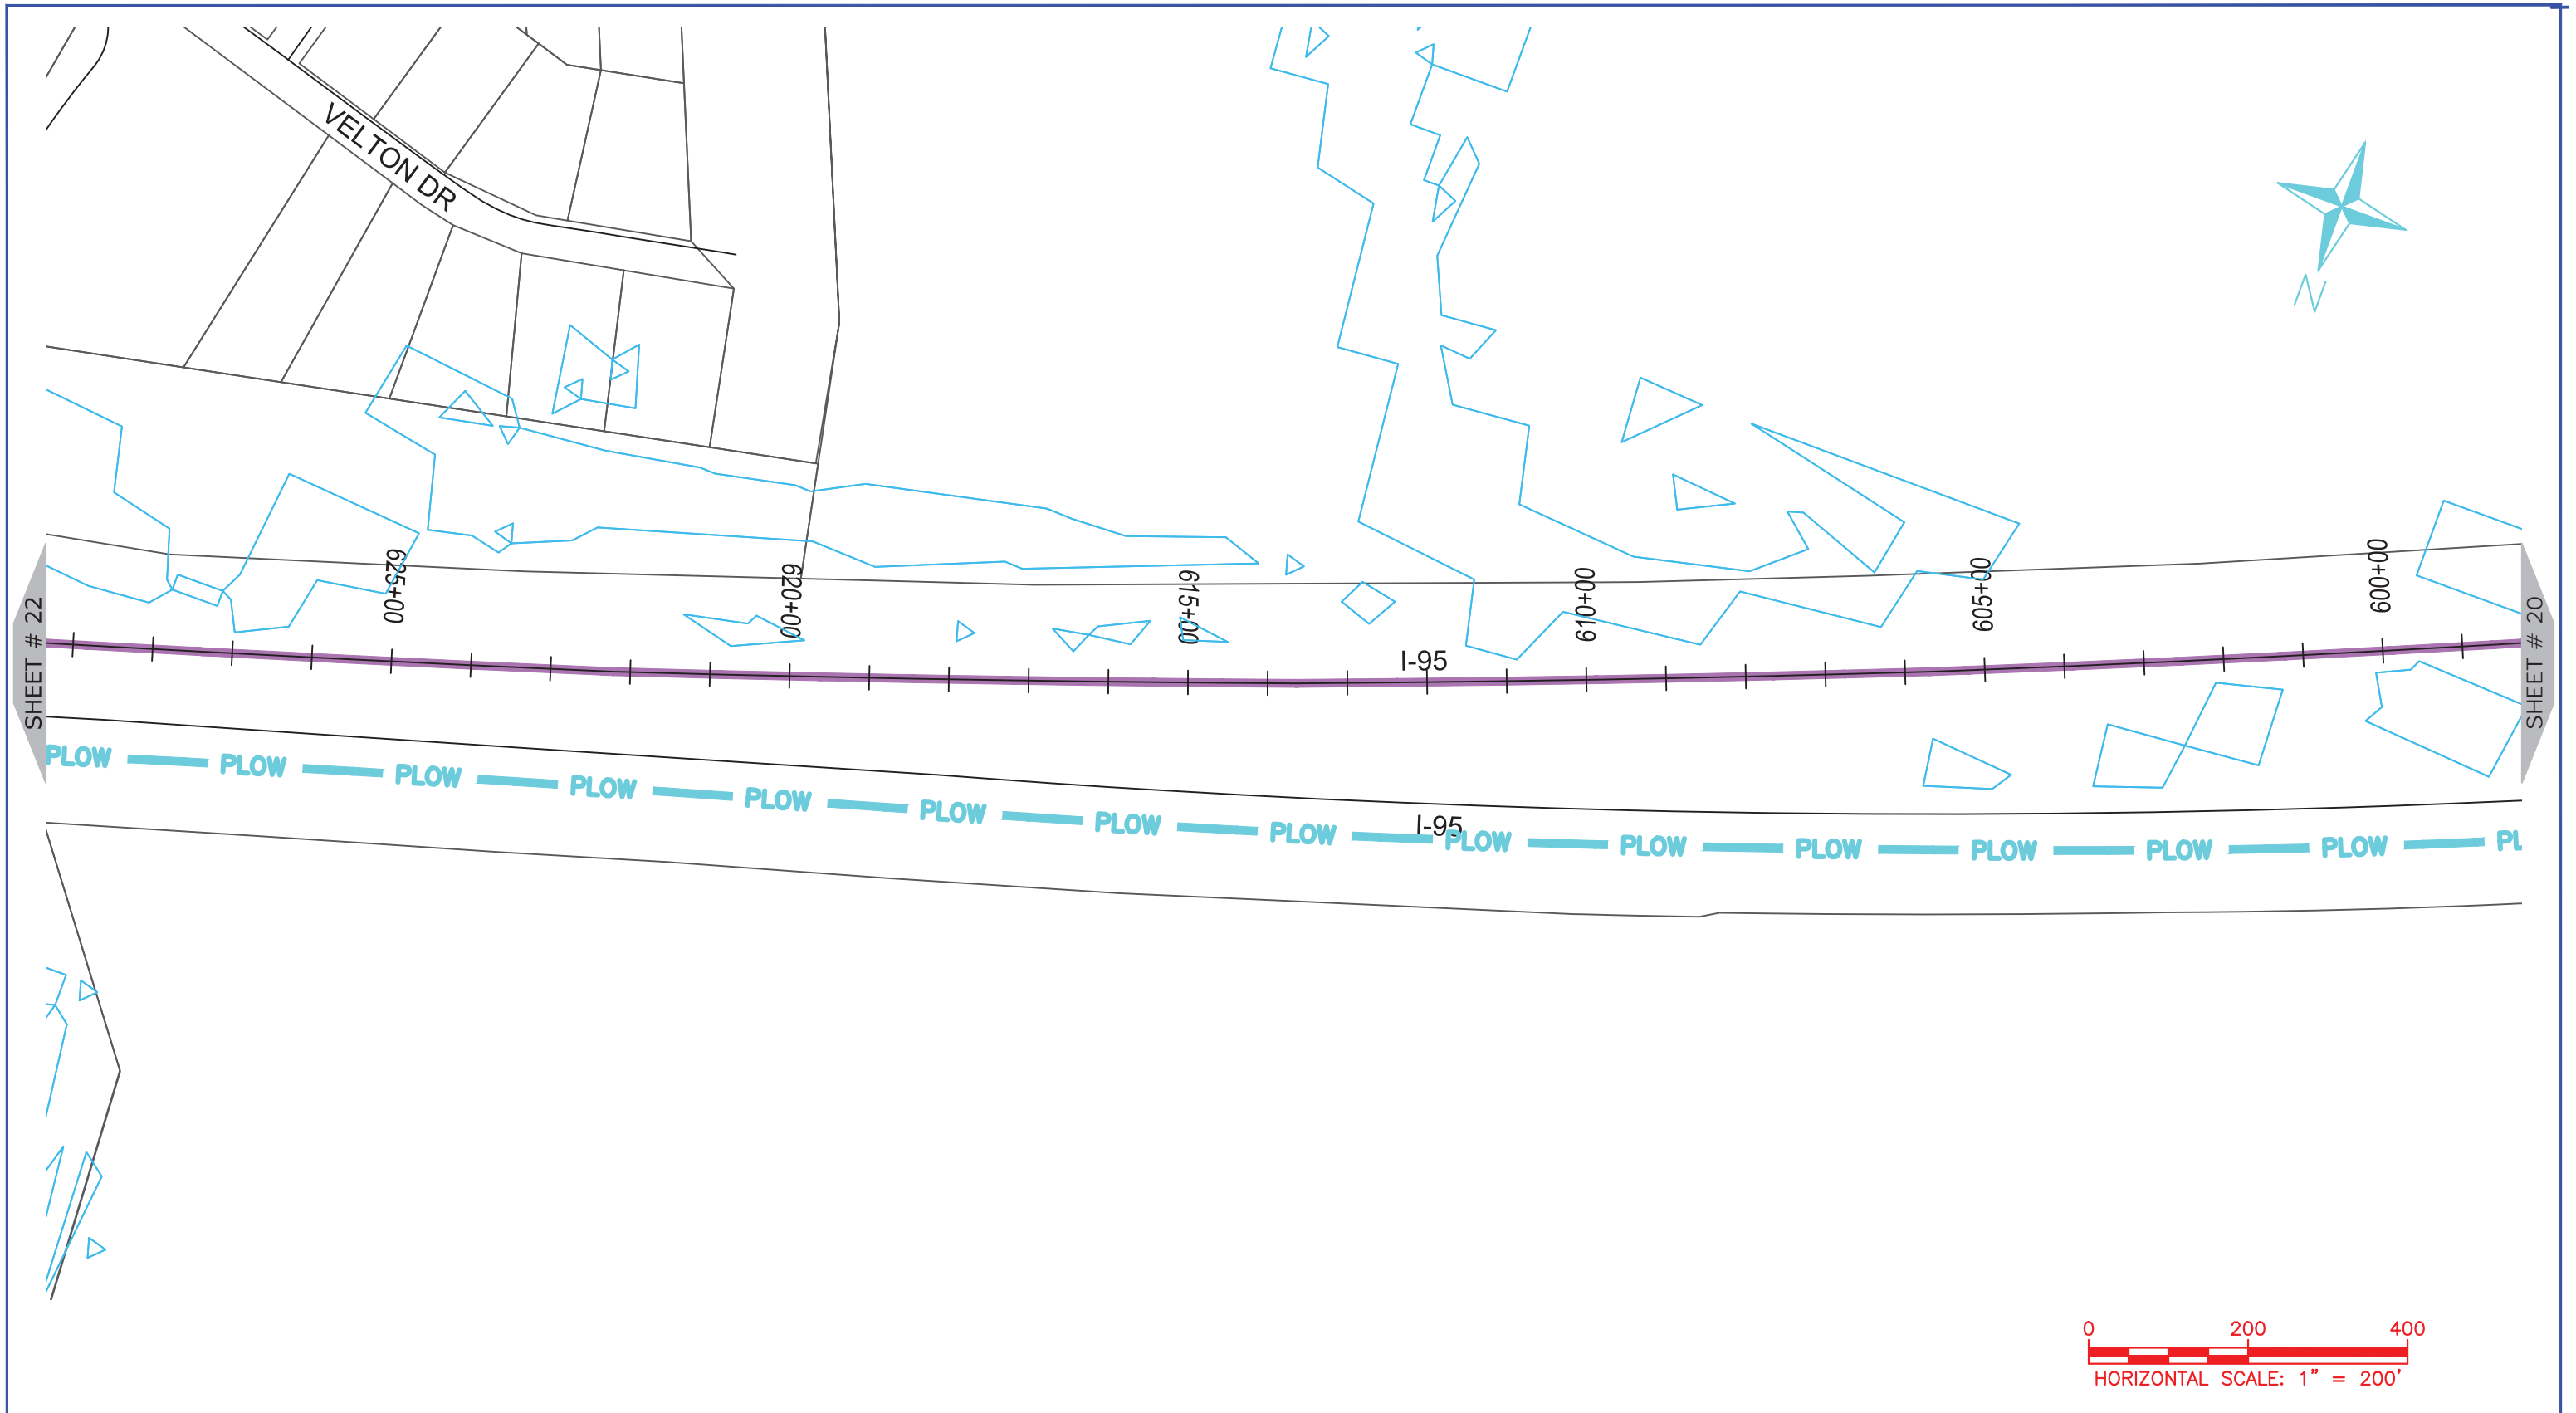 VELTON DR
N
625+00
620+00
615+00
610+00
605+00
600+00
SHEET # 22
SHEET # 20
I-95
PLOW PLOW PLOW PLOW PLOW PLOW PLOW PLOW PLOW PLOW PLOW PLOW PLOW PLOW PL
I-95
0 200 400
HORIZONTAL SCALE: 1" = 200'